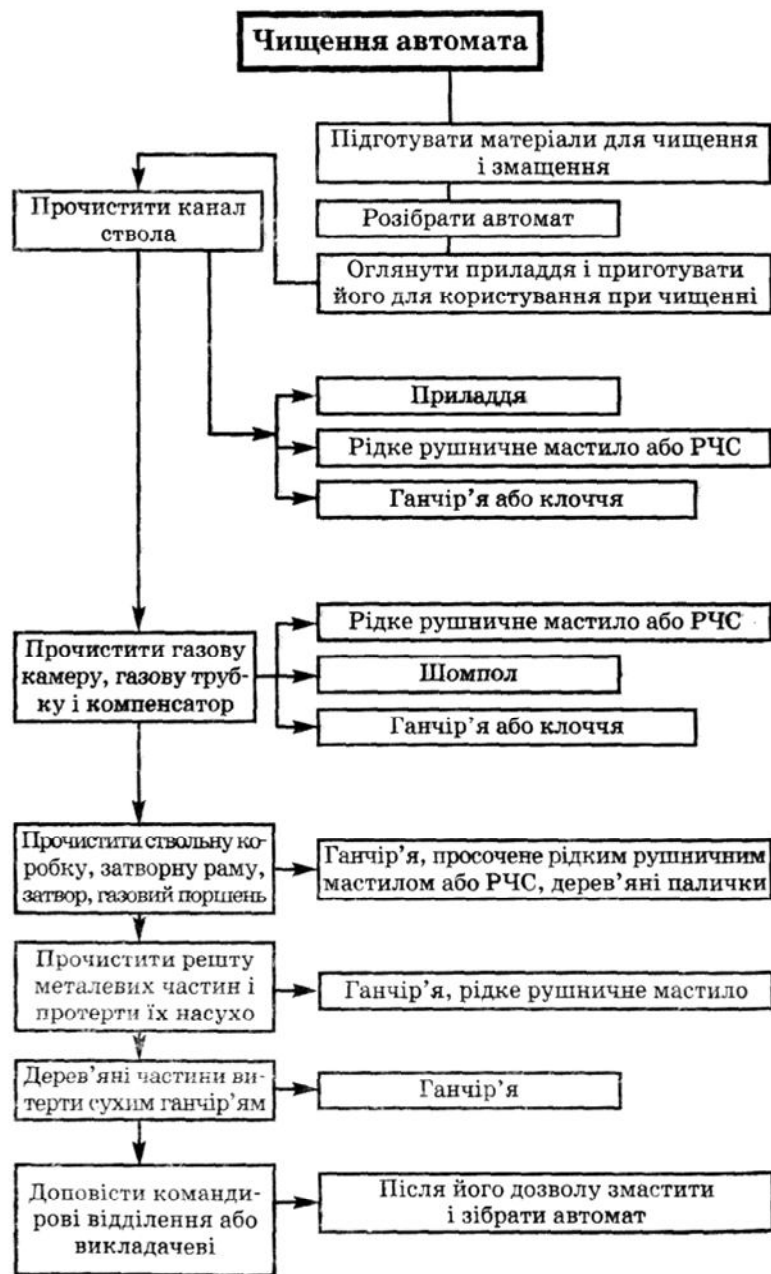 Чищення автомата
Підготувати матеріали для чищення
і змащення
Розібрати автомат
Оглянути приладдя і приготувати
його для користування при чищенні
Прочистити канал
ствола
Приладдя
Рідке рушничне мастило або РЧС
Ганчір’я або клоччя
Прочистити газову
камеру, газову труб-
ку і компенсатор
Рідке рушничне мастило або РЧС
Шомпол
Ганчір’я або клоччя
Прочистити ствольну ко-
робку, затворну раму,
затвор, газовий поршень
Ганчір’я, просочене рідким рушничним
мастилом або РЧС, дерев’яні палички
Прочистити решту
металевих частин і
протерти їх насухо
Ганчір’я, рідке рушничне мастило
Дерев’яні частини ви-
терти сухим ганчір’ям
Ганчір’я
Доповісти команди-
рові відділення або
викладачеві
Після його дозволу змастити
і зібрати автомат